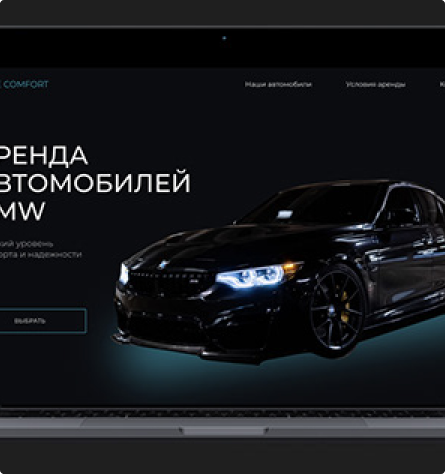 COMFORT
Наши автомобили
Условия аренды
РЕНДА
ВТОМОБИЛЕЙ
MW
кий уровень
орта и надежности
ВЫБРАТЬ